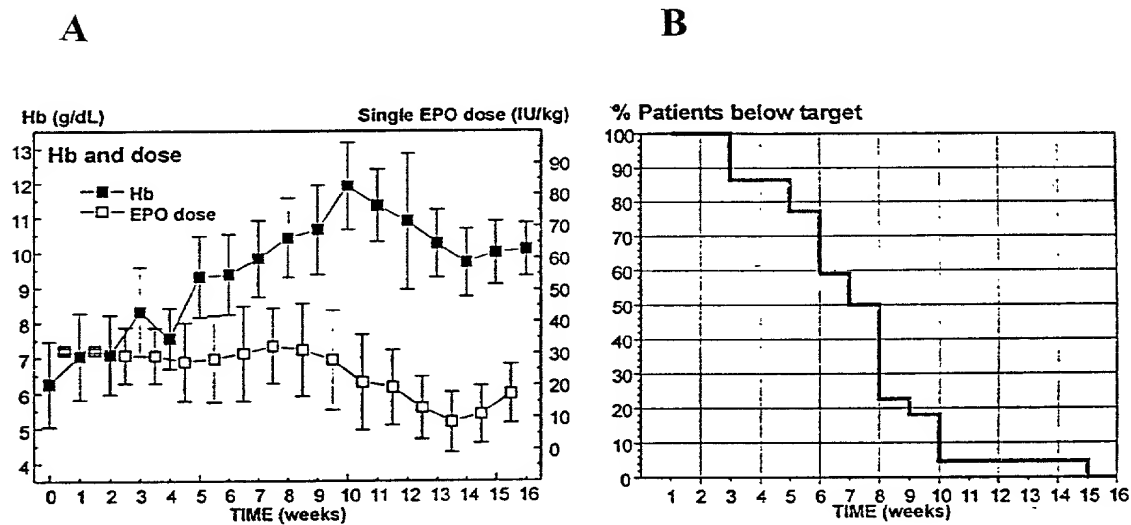 A
B
Hb (g/dL)
Single EPO dose (IU/kg)
Hb and dose
Hb
EPO dose
13
12
11
10
9
8
7
6
5
4
90
80
70
60
50
40
30
20
10
0
0 1 2 3 4 5 6 7 8 9 10 11 12 13 14 15 16
TIME (weeks)
% Patients below target
100
90
80
70
60
50
40
30
20
10
0
1 2 3 4 5 6 7 8 9 10 11 12 13 14 15 16
TIME (weeks)